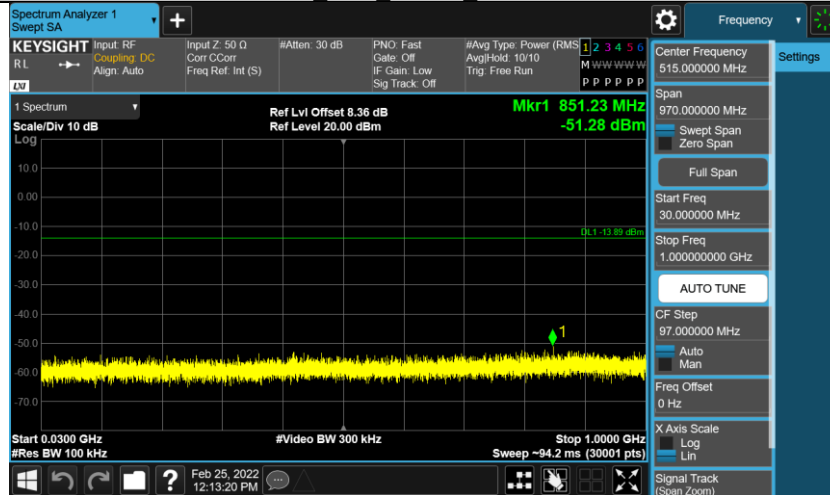 Spectrum Analyzer 1
Swept SA
Frequency
KEYSIGHT
RL
LXI
Input: RF
Coupling: DC
Align: Auto
Input Z: 50 Ω
Corr CCorr
Freq Ref: Int (S)
#Atten: 30 dB
PNO: Fast
Gate: Off
IF Gain: Low
Sig Track: Off
#Avg Type: Power (RMS
Avg|Hold: 10/10
Trig: Free Run
1 2 3 4 5 6
M W W W W W
P P P P P P
1 Spectrum
Scale/Div 10 dB
Log
Ref Lvl Offset 8.36 dB
Ref Level 20.00 dBm
Mkr1 851.23 MHz
-51.28 dBm
10.0
0.00
-10.0
DL1 -13.89 dBm
-20.0
-30.0
-40.0
1
-50.0
-60.0
-70.0
Start 0.0300 GHz
#Res BW 100 kHz
#Video BW 300 kHz
Stop 1.0000 GHz
Sweep ~94.2 ms (30001 pts)
?
Feb 25, 2022
12:13:20 PM
Center Frequency
515.000000 MHz
Settings
Span
970.000000 MHz
Swept Span
Zero Span
Full Span
Start Freq
30.000000 MHz
Stop Freq
1.000000000 GHz
AUTO TUNE
CF Step
97.000000 MHz
Auto
Man
Freq Offset
0 Hz
X Axis Scale
Log
Lin
Signal Track
(Span Zoom)